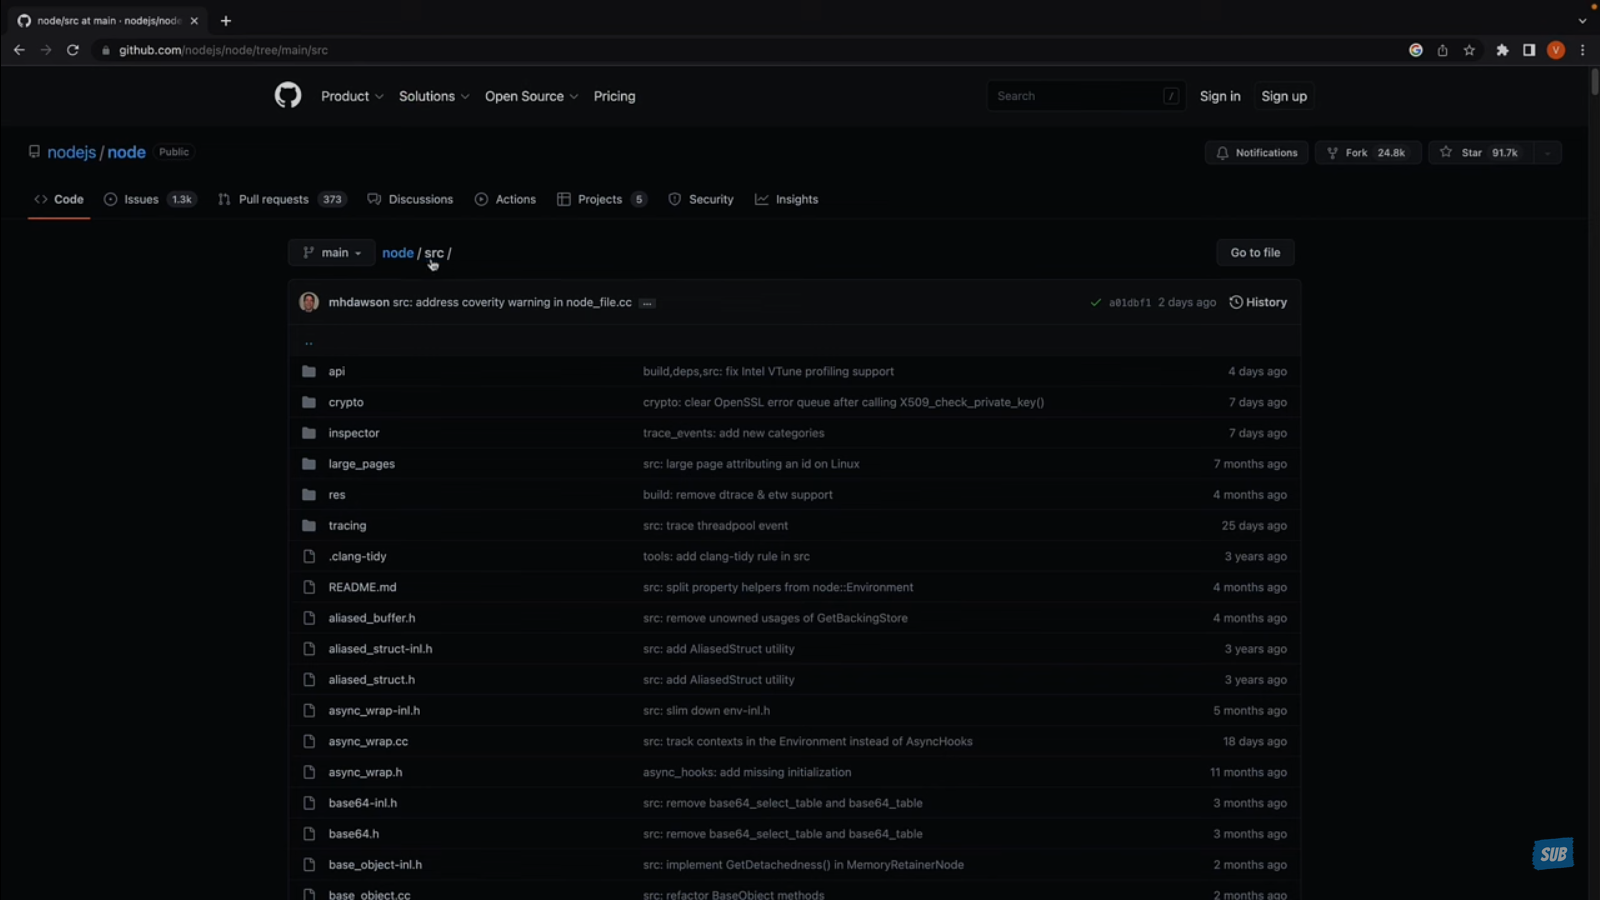 node/src at main · nodejs/node
github.com/nodejs/node/tree/main/src
V
Product Solutions Open Source Pricing Search / Sign in Sign up
nodejs / node Public Notifications Fork 24.8k Star 91.7k
Code Issues 1.3k Pull requests 373 Discussions Actions Projects 5 Security Insights
main node / src / Go to file
mhdawson src: address coverity warning in node_file.cc ... a01dbf1 2 days ago History
..
api build,deps,src: fix Intel VTune profiling support 4 days ago
crypto crypto: clear OpenSSL error queue after calling X509_check_private_key() 7 days ago
inspector trace_events: add new categories 7 days ago
large_pages src: large page attributing an id on Linux 7 months ago
res build: remove dtrace & etw support 4 months ago
tracing src: trace threadpool event 25 days ago
.clang-tidy tools: add clang-tidy rule in src 3 years ago
README.md src: split property helpers from node::Environment 4 months ago
aliased_buffer.h src: remove unowned usages of GetBackingStore 4 months ago
aliased_struct-inl.h src: add AliasedStruct utility 3 years ago
aliased_struct.h src: add AliasedStruct utility 3 years ago
async_wrap-inl.h src: slim down env-inl.h 5 months ago
async_wrap.cc src: track contexts in the Environment instead of AsyncHooks 18 days ago
async_wrap.h async_hooks: add missing initialization 11 months ago
base64-inl.h src: remove base64_select_table and base64_table 3 months ago
base64.h src: remove base64_select_table and base64_table 3 months ago
base_object-inl.h src: implement GetDetachedness() in MemoryRetainerNode 2 months ago
base_object.cc src: refactor BaseObject methods 2 months ago
SUB